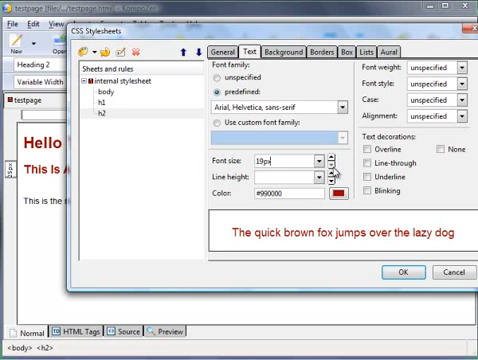 testpage [file:/.../testpage.html] - KompoZer
File
New
Open
Heading 2
Variable Width
testpage
Hello
This Is A
This is the
25px
CSS Stylesheets
Sheets and rules
internal stylesheet
body
h1
h2
General Text Background Borders Box Lists Aural
Font family:
unspecified
predefined:
Arial, Helvetica, sans-serif
Use custom font family:
Font size: 19px
Line height:
Color: #990000
Font weight: unspecified
Font style: unspecified
Case: unspecified
Alignment: unspecified
Text decorations:
Overline None
Line-through
Underline
Blinking
The quick brown fox jumps over the lazy dog
OK Cancel
Normal HTML Tags Source Preview
<body> <h2>